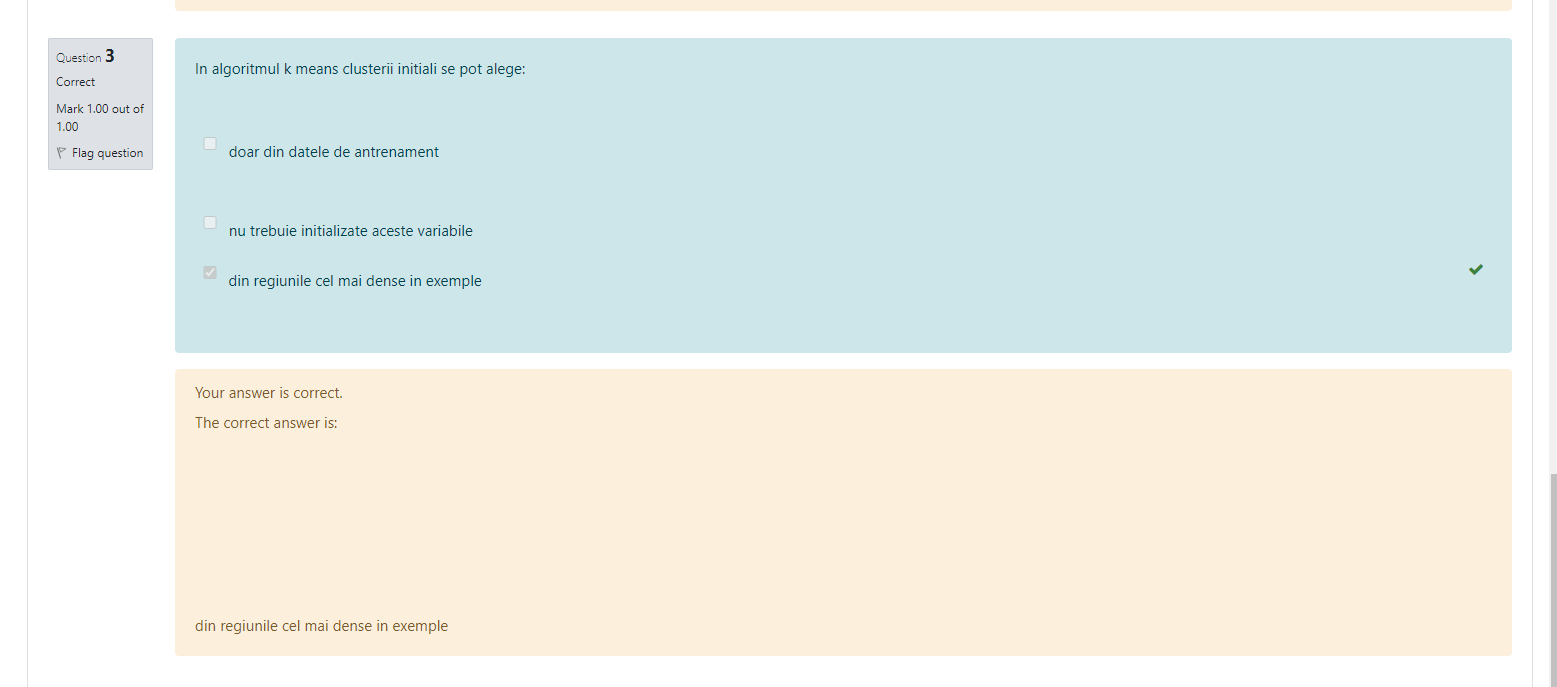 Question 3
Correct
Mark 1.00 out of
1.00
Flag question
In algoritmul k means clusterii initiali se pot alege:
doar din datele de antrenament
nu trebuie initializate aceste variabile
din regiunile cel mai dense in exemple
Your answer is correct.
The correct answer is:
din regiunile cel mai dense in exemple